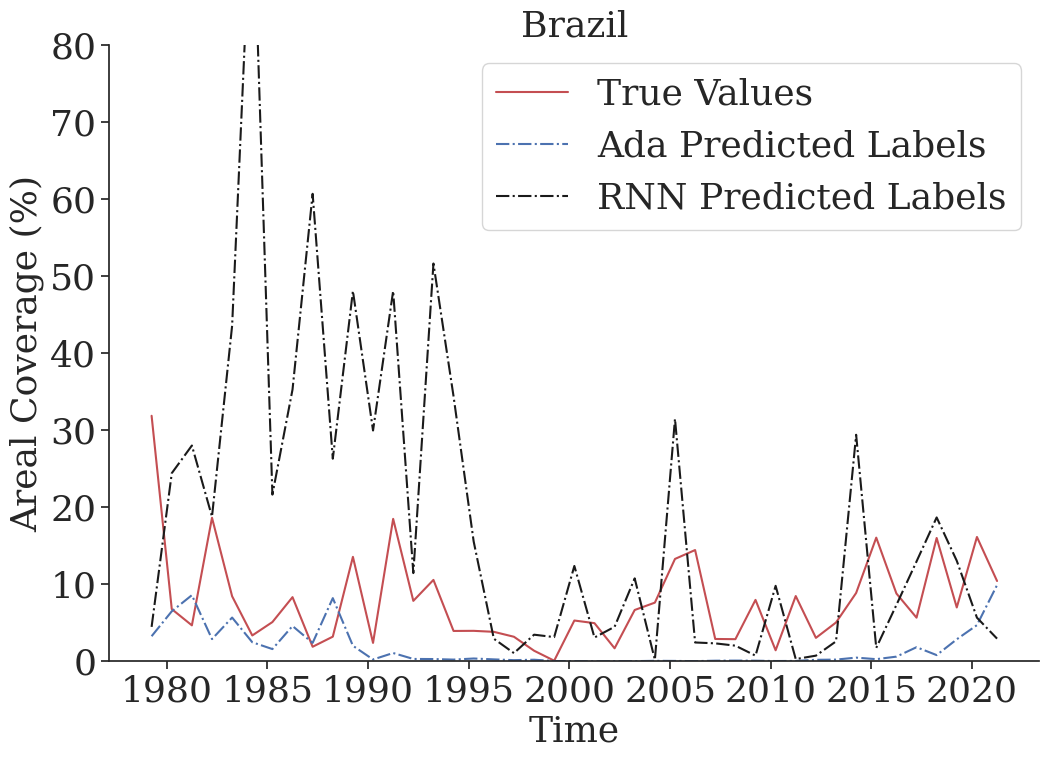 Brazil
True Values
Ada Predicted Labels
RNN Predicted Labels
Areal Coverage (%)
80
70
60
50
40
30
20
10
0
1980 1985 1990 1995 2000 2005 2010 2015 2020
Time